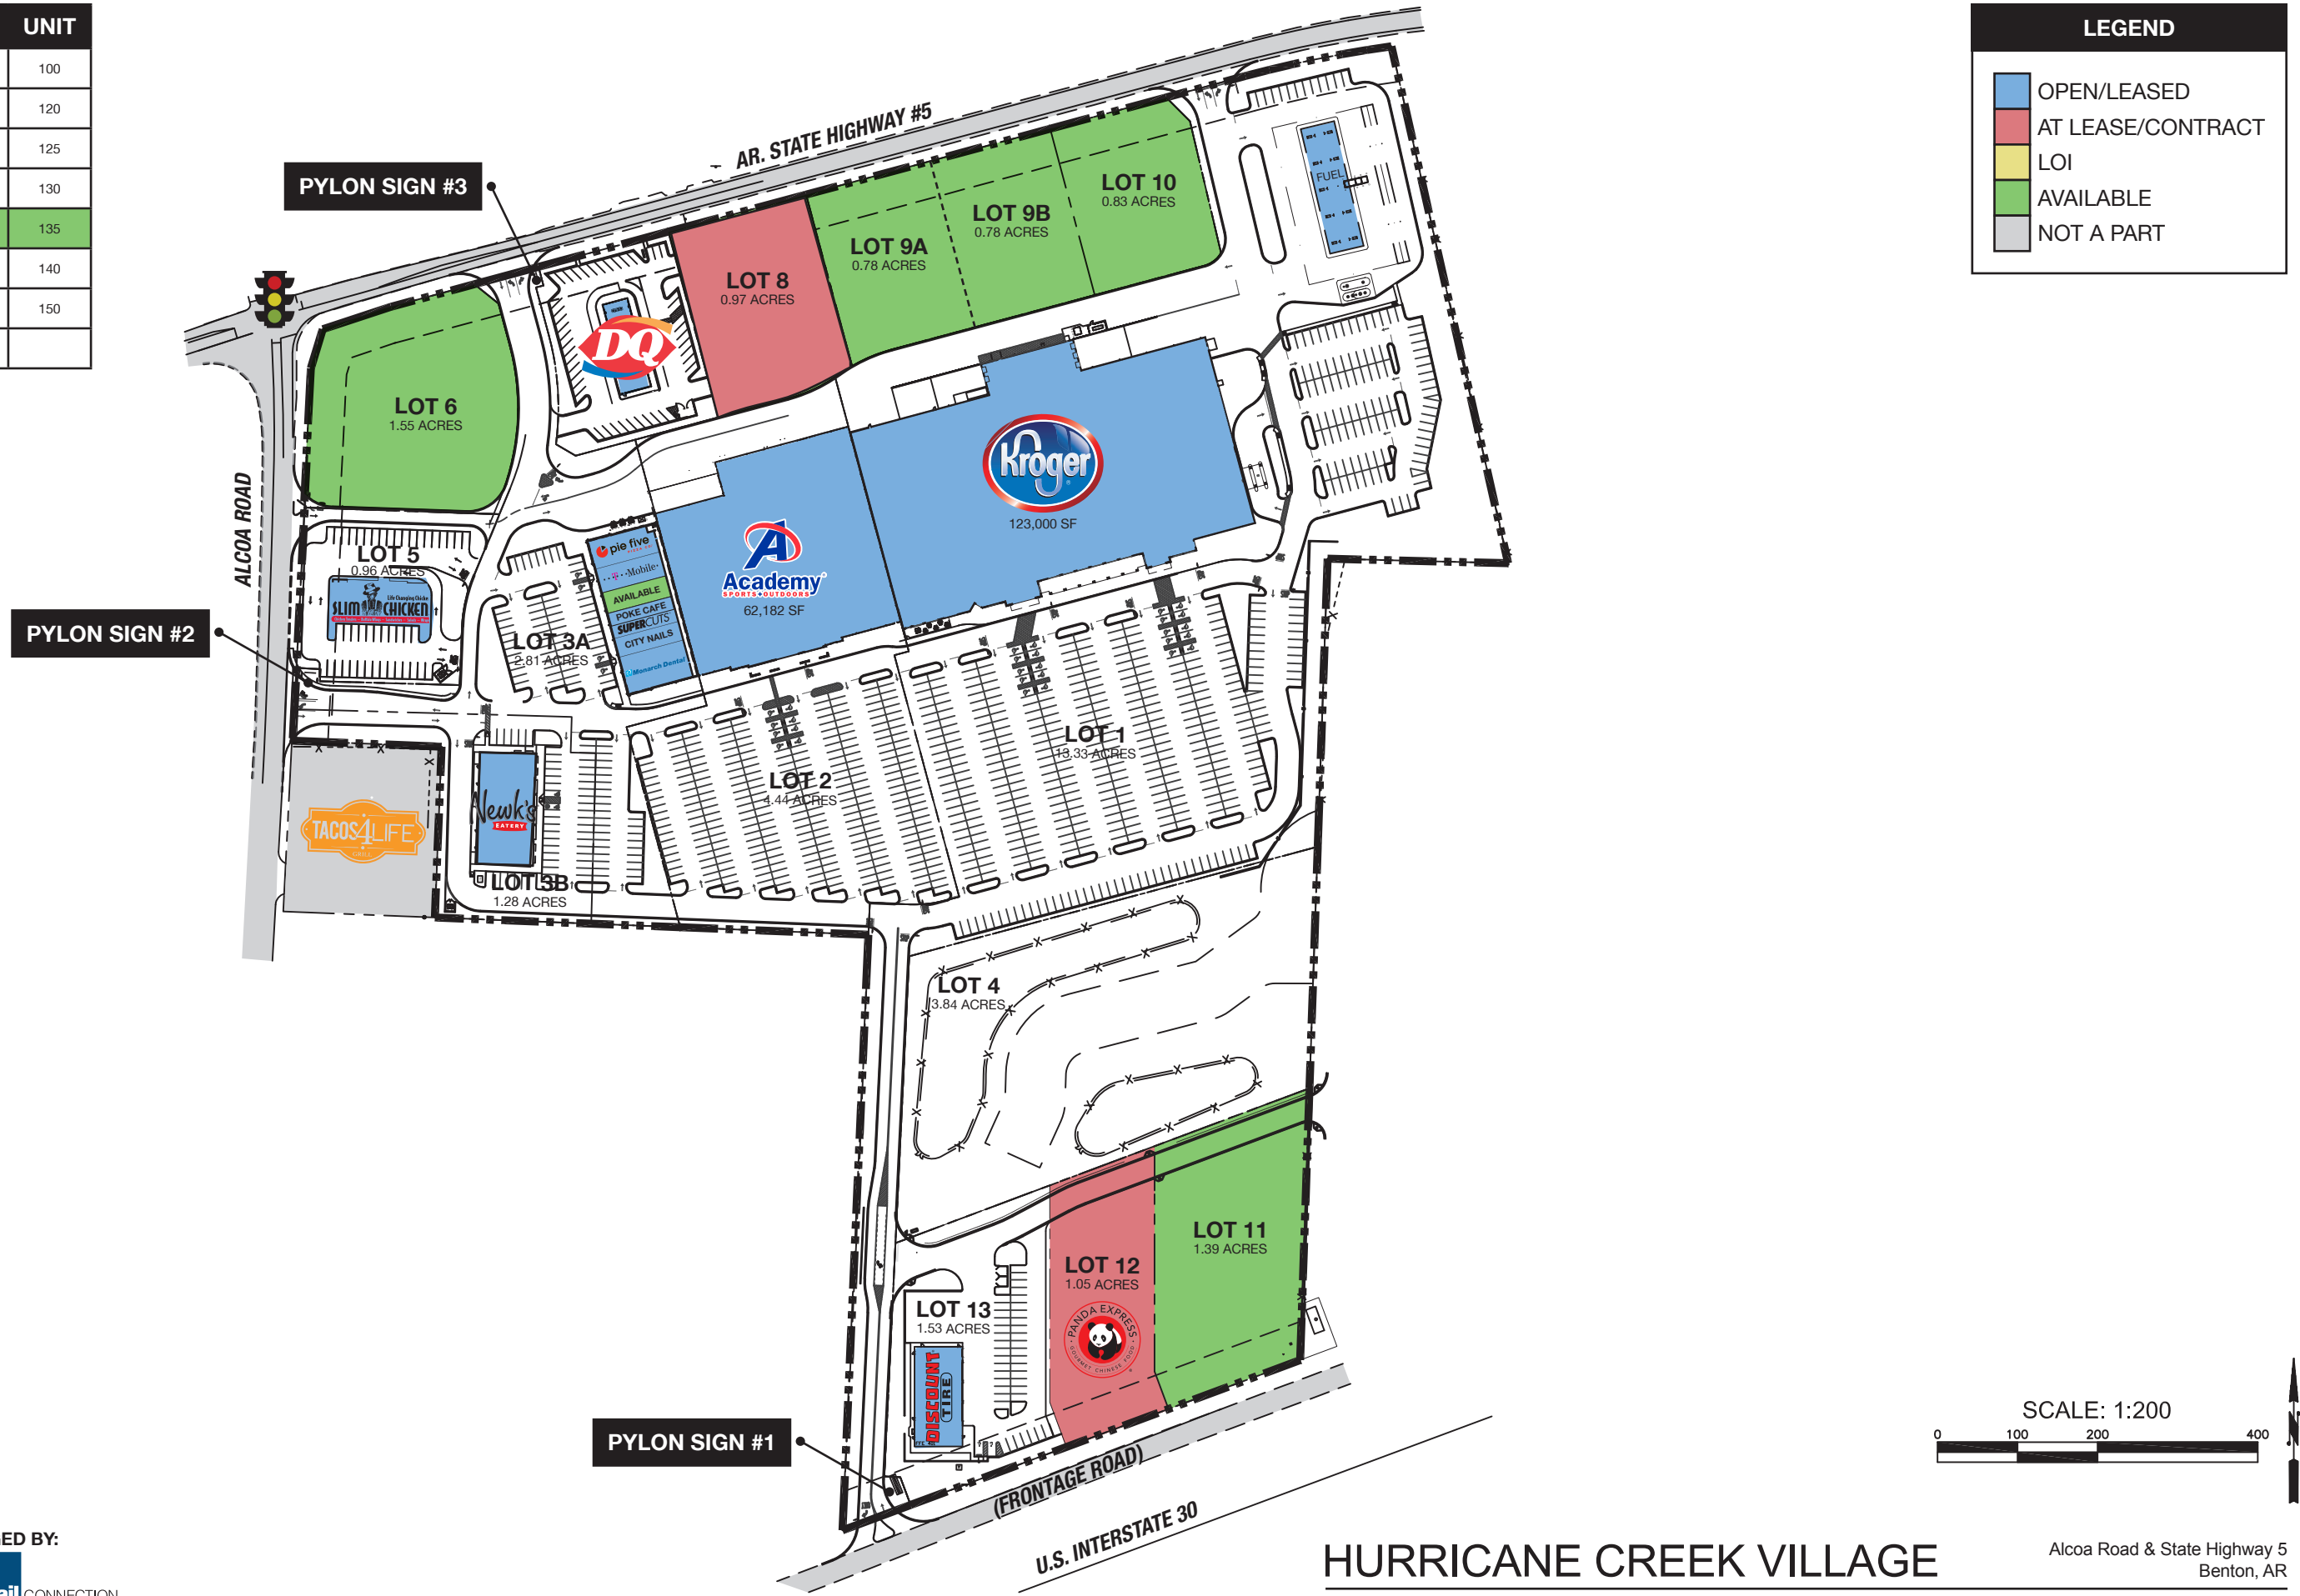 UNIT
100
120
125
130
135
140
150
LEGEND
OPEN/LEASED
AT LEASE/CONTRACT
LOI
AVAILABLE
NOT A PART
AR. STATE HIGHWAY #5
PYLON SIGN #3
FUEL
LOT 10
0.83 ACRES
LOT 9B
0.78 ACRES
LOT 9A
0.78 ACRES
LOT 8
0.97 ACRES
DQ
LOT 6
1.55 ACRES
ALCOA ROAD
Kroger
123,000 SF
Academy
SPORTS+OUTDOORS
62,182 SF
pie five
T Mobile
AVAILABLE
POKE CAFE
SUPERCUTS
CITY NAILS
Monarch Dental
LOT 5
0.96 ACRES
SLIM CHICKEN
PYLON SIGN #2
LOT 3A
2.81 ACRES
LOT 1
13.33 ACRES
LOT 2
4.44 ACRES
Newk's
EATERY
TACOS4LIFE
GRILL
LOT 3B
1.28 ACRES
LOT 4
3.84 ACRES
LOT 11
1.39 ACRES
LOT 12
1.05 ACRES
PANDA EXPRESS
GOURMET CHINESE FOOD
LOT 13
1.53 ACRES
DISCOUNT
TIRE
PYLON SIGN #1
(FRONTAGE ROAD)
U.S. INTERSTATE 30
SCALE: 1:200
0 100 200 400
N
HURRICANE CREEK VILLAGE
Alcoa Road & State Highway 5
Benton, AR
ED BY:
ail CONNECTION